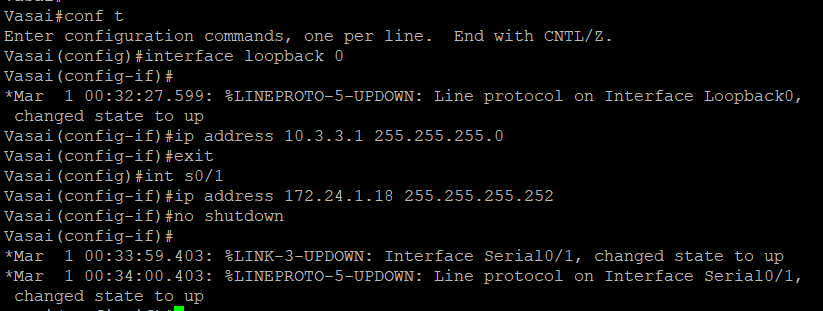 Vasai#conf t
Enter configuration commands, one per line.  End with CNTL/Z.
Vasai(config)#interface loopback 0
Vasai(config-if)#
*Mar  1 00:32:27.599: %LINEPROTO-5-UPDOWN: Line protocol on Interface Loopback0,
 changed state to up
Vasai(config-if)#ip address 10.3.3.1 255.255.255.0
Vasai(config-if)#exit
Vasai(config)#int s0/1
Vasai(config-if)#ip address 172.24.1.18 255.255.255.252
Vasai(config-if)#no shutdown
Vasai(config-if)#
*Mar  1 00:33:59.403: %LINK-3-UPDOWN: Interface Serial0/1, changed state to up
*Mar  1 00:34:00.403: %LINEPROTO-5-UPDOWN: Line protocol on Interface Serial0/1,
 changed state to up